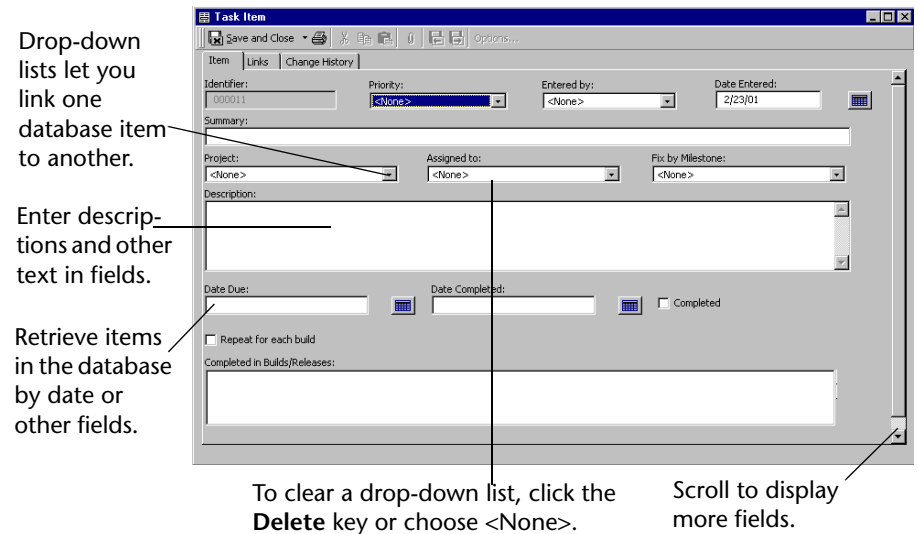 Task Item
Save and Close
Options...
Item Links Change History
Drop-down
lists let you
link one
database item
to another.
Identifier: Priority: Entered by: Date Entered:
000011 <None> <None> 2/23/01
Summary:
Project: Assigned to: Fix by Milestone:
<None> <None> <None>
Description:
Enter descrip-
tions and other
text in fields.
Date Due: Date Completed:
Completed
Retrieve items
in the database
by date or
other fields.
Repeat for each build
Completed in Builds/Releases:
To clear a drop-down list, click the
Delete key or choose <None>.
Scroll to display
more fields.